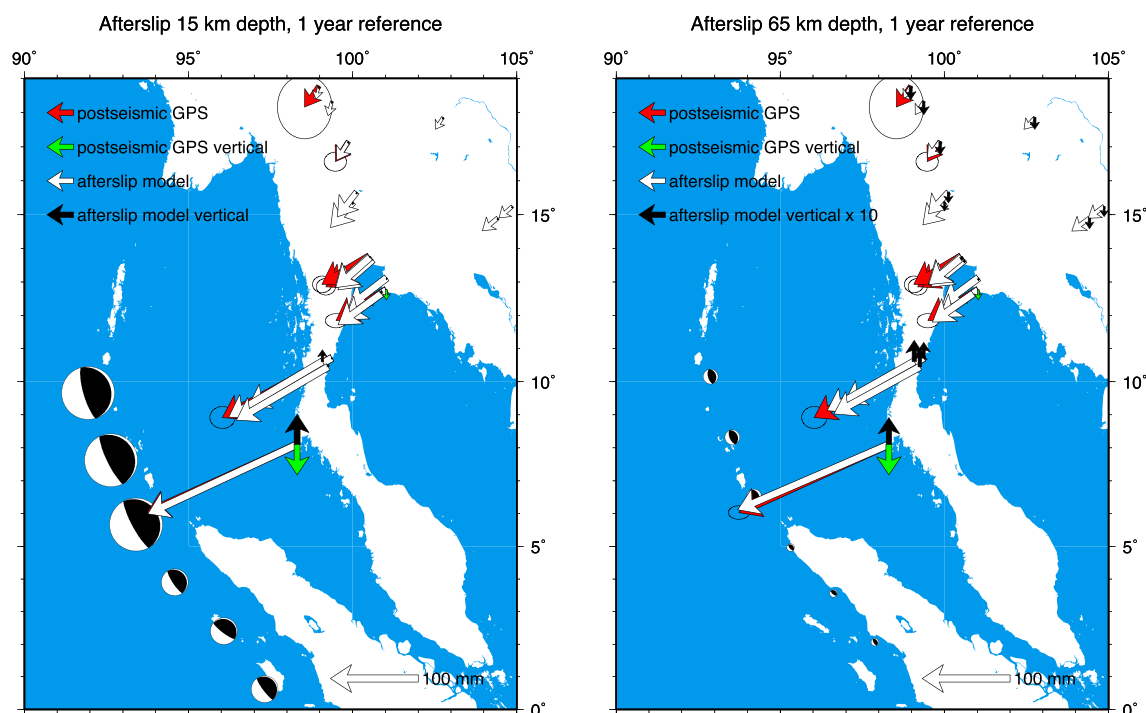 Afterslip 15 km depth, 1 year reference
90° 95° 100° 105°
postseismic GPS
postseismic GPS vertical
afterslip model
afterslip model vertical
15°
10°
5°
100 mm
0°
Afterslip 65 km depth, 1 year reference
90° 95° 100° 105°
postseismic GPS
postseismic GPS vertical
afterslip model
afterslip model vertical x 10
15°
10°
5°
100 mm
0°